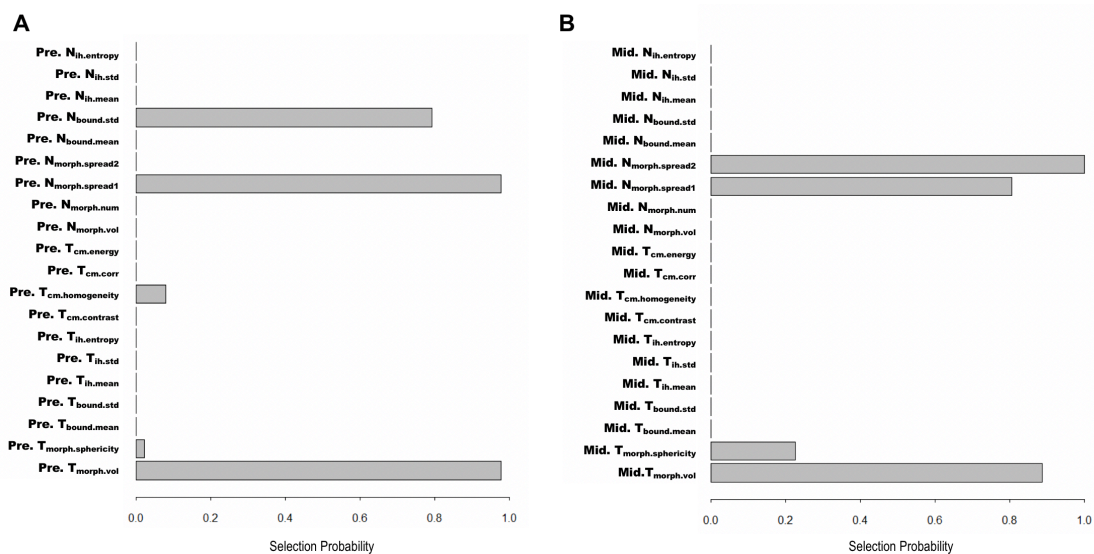 A
Pre. Nih.entropy
Pre. Nih.std
Pre. Nih.mean
Pre. Nbound.std
Pre. Nbound.mean
Pre. Nmorph.spread2
Pre. Nmorph.spread1
Pre. Nmorph.num
Pre. Nmorph.vol
Pre. Tcm.energy
Pre. Tcm.corr
Pre. Tcm.homogeneity
Pre. Tcm.contrast
Pre. Tih.entropy
Pre. Tih.std
Pre. Tih.mean
Pre. Tbound.std
Pre. Tbound.mean
Pre. Tmorph.sphericity
Pre. Tmorph.vol
0.0 0.2 0.4 0.6 0.8 1.0
Selection Probability
B
Mid. Nih.entropy
Mid. Nih.std
Mid. Nih.mean
Mid. Nbound.std
Mid. Nbound.mean
Mid. Nmorph.spread2
Mid. Nmorph.spread1
Mid. Nmorph.num
Mid. Nmorph.vol
Mid. Tcm.energy
Mid. Tcm.corr
Mid. Tcm.homogeneity
Mid. Tcm.contrast
Mid. Tih.entropy
Mid. Tih.std
Mid. Tih.mean
Mid. Tbound.std
Mid. Tbound.mean
Mid. Tmorph.sphericity
Mid.Tmorph.vol
0.0 0.2 0.4 0.6 0.8 1.0
Selection Probability